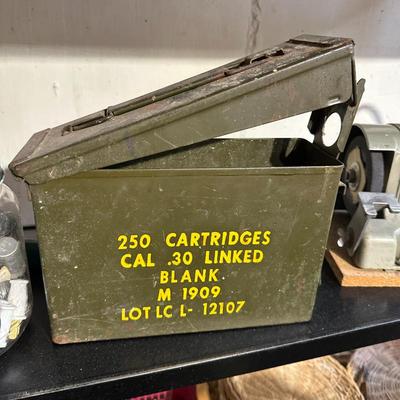 250 CARTRIDGES
CAL .30 LINKED
BLANK.
M 1909
LOT LC L- 12107